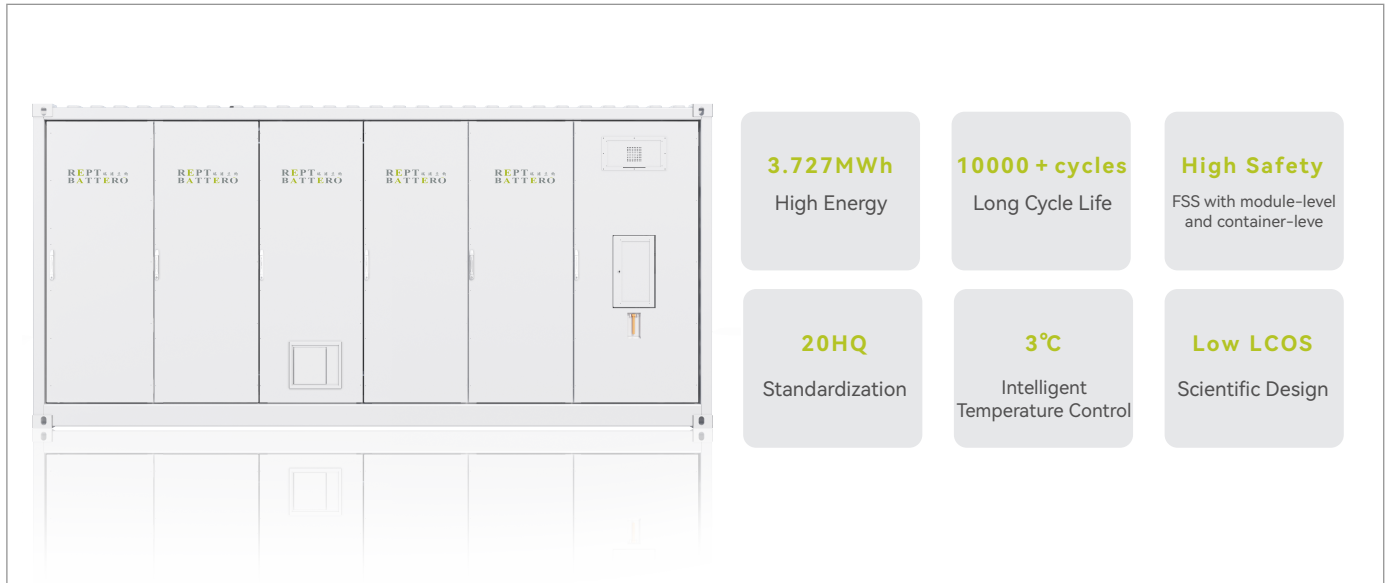 REPT
BATTERO
REPT
BATTERO
REPT
BATTERO
REPT
BATTERO
REPT
BATTERO
3.727MWh
High Energy
10000 + cycles
Long Cycle Life
High Safety
FSS with module-level
and container-leve
20HQ
Standardization
3℃
Intelligent
Temperature Control
Low LCOS
Scientific Design